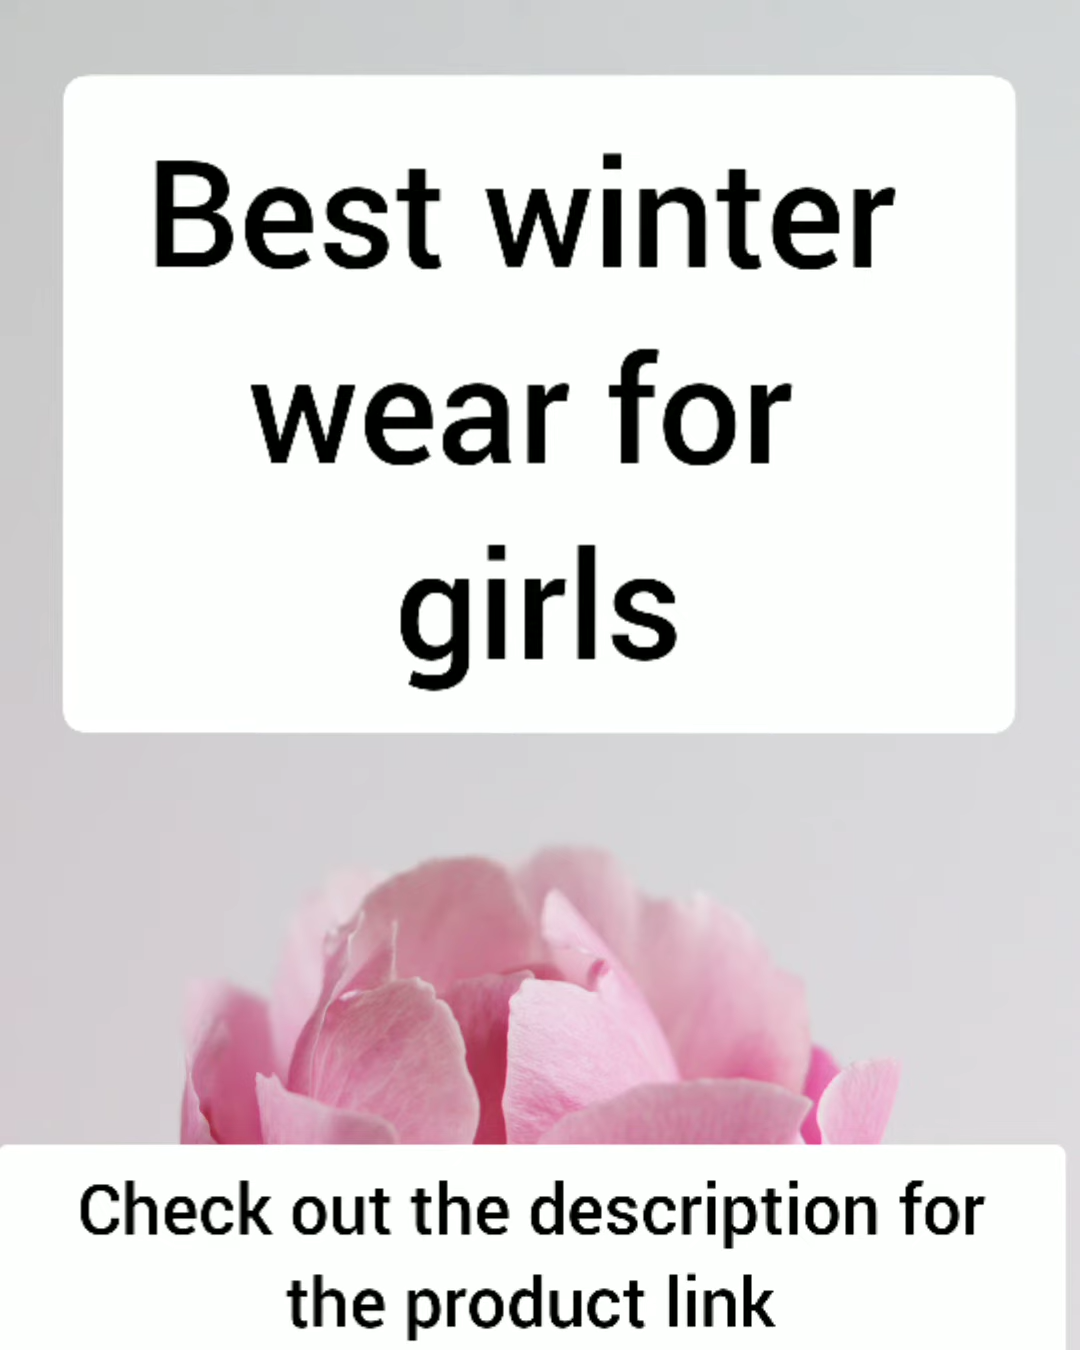 Best winter
wear for
girls
Check out the description for
the product link